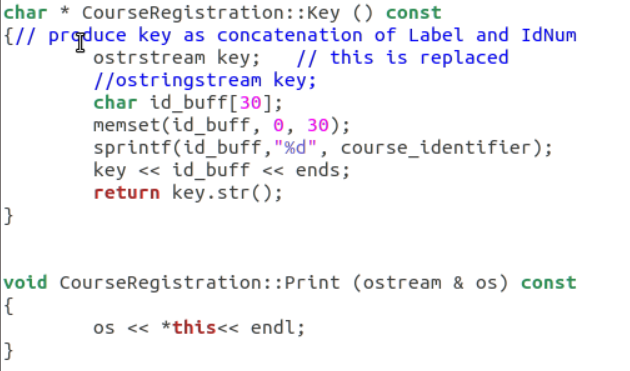 char * CourseRegistration::Key () const
{// produce key as concatenation of Label and IdNum
        ostrstream key;   // this is replaced
        //ostringstream key;
        char id_buff[30];
        memset(id_buff, 0, 30);
        sprintf(id_buff,"%d", course_identifier);
        key << id_buff << ends;
        return key.str();
}
void CourseRegistration::Print (ostream & os) const
{
        os << *this<< endl;
}